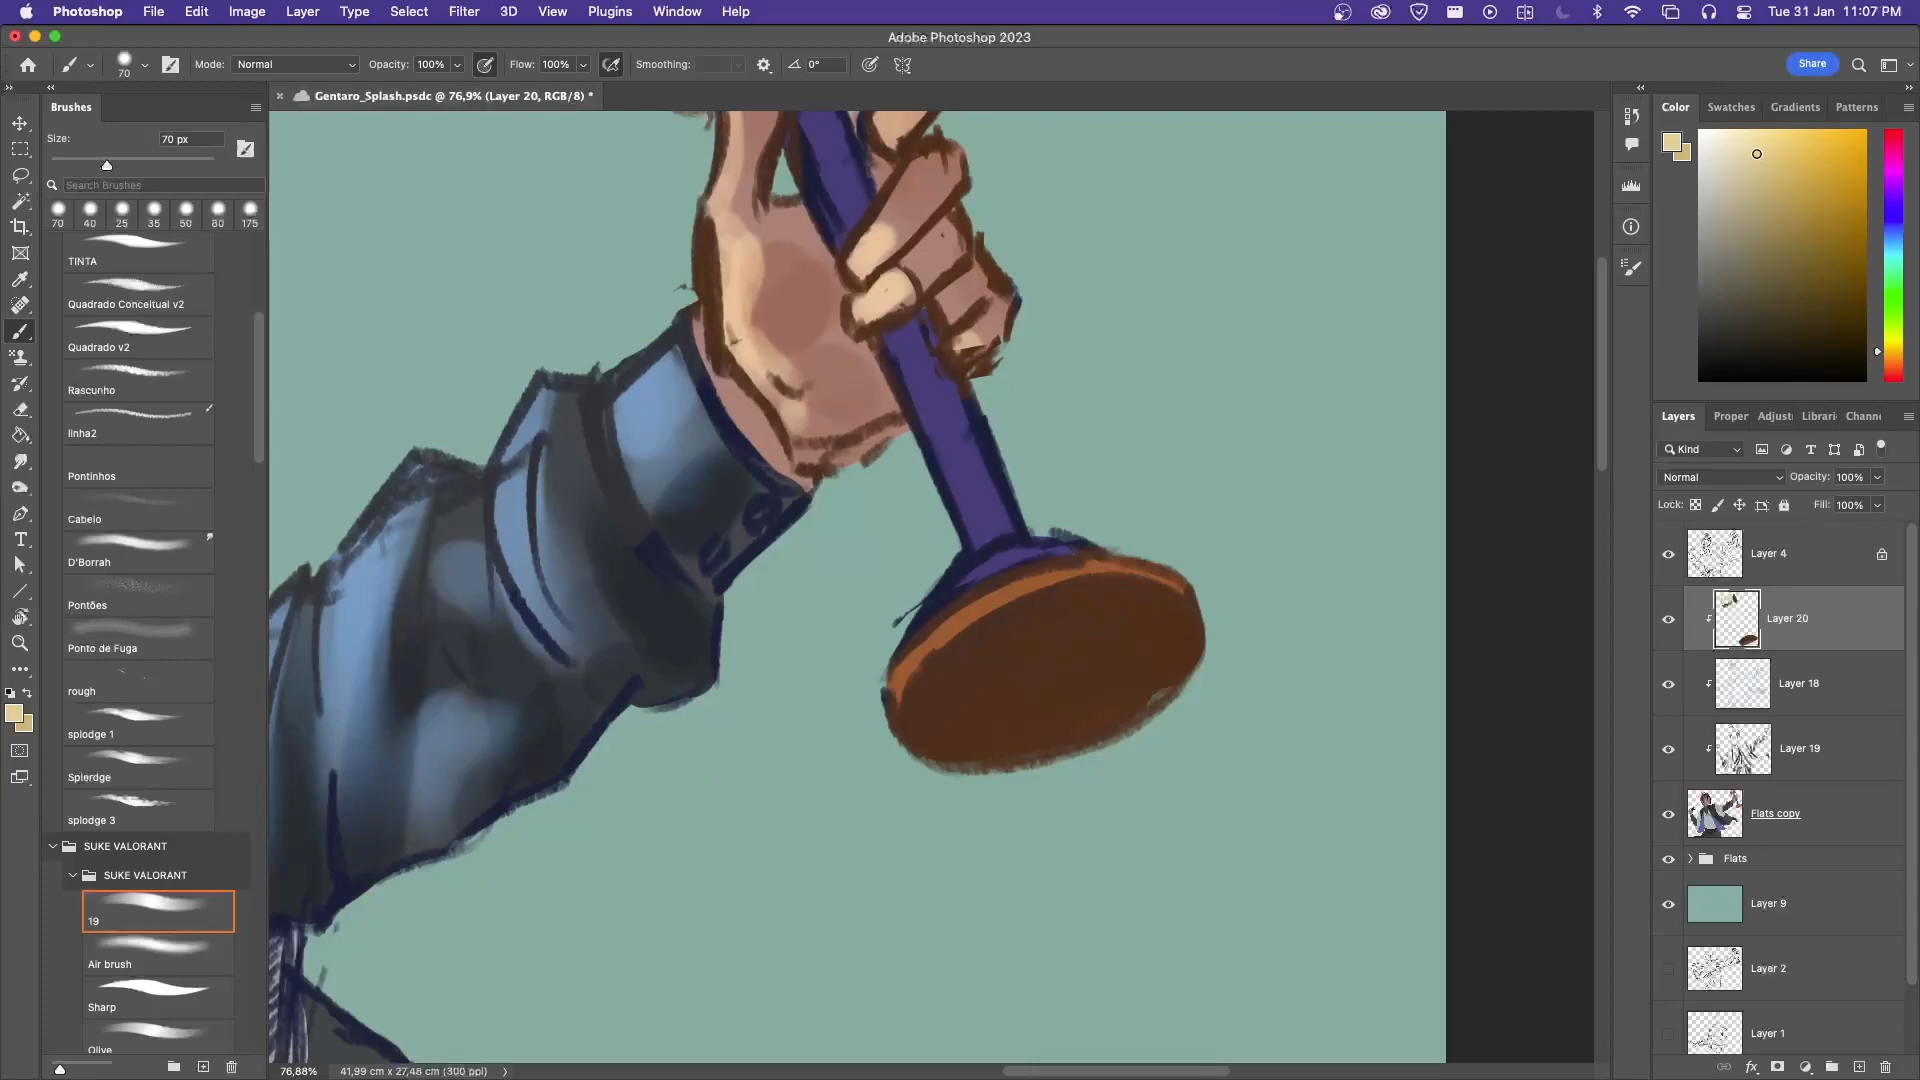 Photoshop File Edit Image Layer Type Select Filter 3D View Plugins Window Help Tue 31 Jan 11:07 PM
Adobe Photoshop 2023
70 Mode: Normal Opacity: 100% Flow: 100% Smoothing: 0° Share
Brushes
Gentaro_Splash.psdc @ 76,9% (Layer 20, RGB/8) *
Color Swatches Gradients Patterns
Size: 70 px
Search Brushes
70 40 25 35 50 80 175
TINTA
Quadrado Conceitual v2
Quadrado v2
Rascunho
linha2
Pontinhos
Cabelo
D'Borrah
Pontões
Ponto de Fuga
rough
splodge 1
Spierdge
splodge 3
SUKE VALORANT
SUKE VALORANT
19
Air brush
Sharp
Olive
Layers Proper Adjust Librari Chann
Kind
Normal Opacity: 100%
Lock: Fill: 100%
Layer 4
Layer 20
Layer 18
Layer 19
Flats copy
Flats
Layer 9
Layer 2
Layer 1
76,88% 41,99 cm x 27,48 cm (300 ppi)
fx